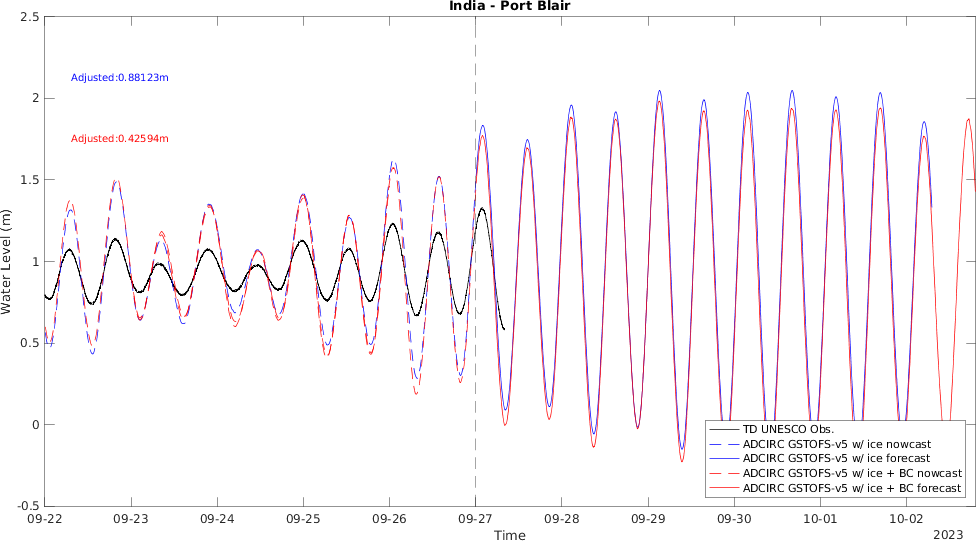 India - Port Blair
2.5
2
1.5
1
0.5
0
-0.5
Water Level (m)
Adjusted:0.88123m
Adjusted:0.42594m
TD UNESCO Obs.
ADCIRC GSTOFS-v5 w/ ice nowcast
ADCIRC GSTOFS-v5 w/ ice forecast
ADCIRC GSTOFS-v5 w/ ice + BC nowcast
ADCIRC GSTOFS-v5 w/ ice + BC forecast
09-22 09-23 09-24 09-25 09-26 09-27 09-28 09-29 09-30 10-01 10-02
Time
2023